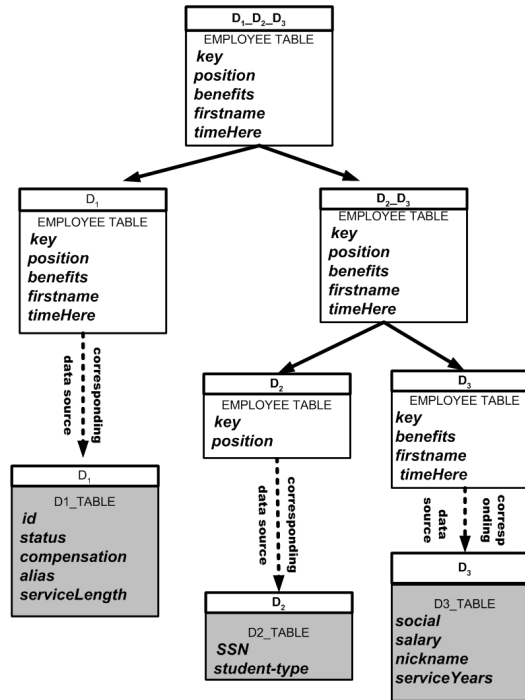 D₁_D₂_D₃
EMPLOYEE TABLE
key
position
benefits
firstname
timeHere
D₁
EMPLOYEE TABLE
key
position
benefits
firstname
timeHere
D₂_D₃
EMPLOYEE TABLE
key
position
benefits
firstname
timeHere
corresponding
data source
D₂
EMPLOYEE TABLE
key
position
D₃
EMPLOYEE TABLE
key
benefits
firstname
timeHere
D₁
D1_TABLE
id
status
compensation
alias
serviceLength
corresponding
data source
corresp
onding
data
source
D₂
D2_TABLE
SSN
student-type
D₃
D3_TABLE
social
salary
nickname
serviceYears